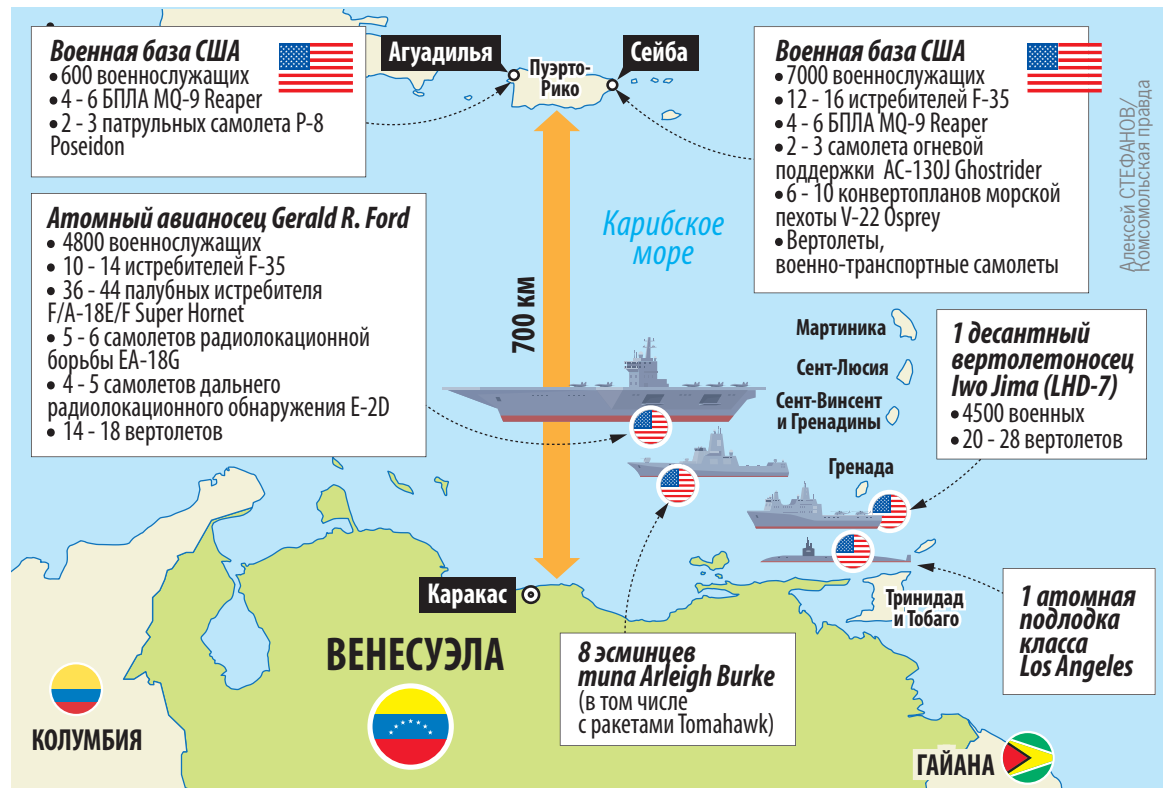 Военная база США
• 600 военнослужащих
• 4 - 6 БПЛА MQ-9 Reaper
• 2 - 3 патрульных самолета P-8
Poseidon
Агуадилья
Пуэрто-
Рико
Сейба
Военная база США
• 7000 военнослужащих
• 12 - 16 истребителей F-35
• 4 - 6 БПЛА MQ-9 Reaper
• 2 - 3 самолета огневой
поддержки AC-130J Ghostrider
• 6 - 10 конвертопланов морской
пехоты V-22 Osprey
• Вертолеты,
военно-транспортные самолеты
Алексей СТЕФАНОВ/
Комсомольская правда
Атомный авианосец Gerald R. Ford
• 4800 военнослужащих
• 10 - 14 истребителей F-35
• 36 - 44 палубных истребителя
F/A-18E/F Super Hornet
• 5 - 6 самолетов радиолокационной
борьбы EA-18G
• 4 - 5 самолетов дальнего
радиолокационного обнаружения E-2D
• 14 - 18 вертолетов
700 км
Карибское
море
Мартиника
Сент-Люсия
Сент-Винсент
и Гренадины
Гренада
1 десантный
вертолетоносец
Iwo Jima (LHD-7)
• 4500 военных
• 20 - 28 вертолетов
Каракас
ВЕНЕСУЭЛА
Тринидад
и Тобаго
1 атомная
подлодка
класса
Los Angeles
8 эсминцев
типа Arleigh Burke
(в том числе
с ракетами Tomahawk)
КОЛУМБИЯ
ГАЙАНА